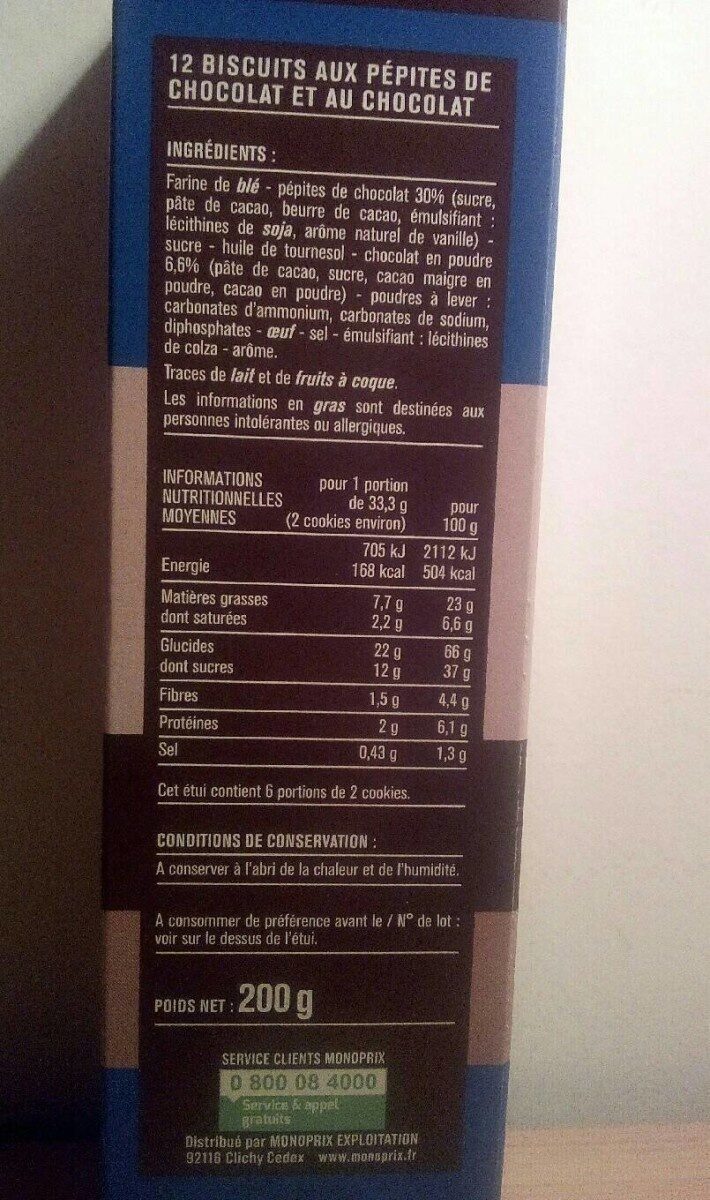 12 BISCUITS AUX PÉPITES DE
CHOCOLAT ET AU CHOCOLAT
INGRÉDIENTS :
Farine de blé - pépites de chocolat 30% (sucre,
pâte de cacao, beurre de cacao, émulsifiant :
lécithines de soja, arôme naturel de vanille) -
sucre - huile de tournesol - chocolat en poudre
6,6% (pâte de cacao, sucre, cacao maigre en
poudre, cacao en poudre) - poudres à lever :
carbonates d'ammonium, carbonates de sodium,
diphosphates - œuf - sel - émulsifiant : lécithines
de colza - arôme.
Traces de lait et de fruits à coque.
Les informations en gras sont destinées aux
personnes intolérantes ou allergiques.
INFORMATIONS
NUTRITIONNELLES
MOYENNES
pour 1 portion
de 33,3 g
(2 cookies environ)
pour
100 g
705 kJ 2112 kJ
Energie 168 kcal 504 kcal
Matières grasses 7,7 g 23 g
dont saturées 2,2 g 6,6 g
Glucides 22 g 66 g
dont sucres 12 g 37 g
Fibres 1,5 g 4,4 g
Protéines 2 g 6,1 g
Sel 0,43 g 1,3 g
Cet étui contient 6 portions de 2 cookies.
CONDITIONS DE CONSERVATION :
A conserver à l'abri de la chaleur et de l'humidité.
A consommer de préférence avant le / N° de lot :
voir sur le dessus de l'étui.
POIDS NET : 200 g
SERVICE CLIENTS MONOPRIX
0 800 08 4000
Service & appel
gratuits
Distribué par MONOPRIX EXPLOITATION
92116 Clichy Cedex www.monoprix.fr